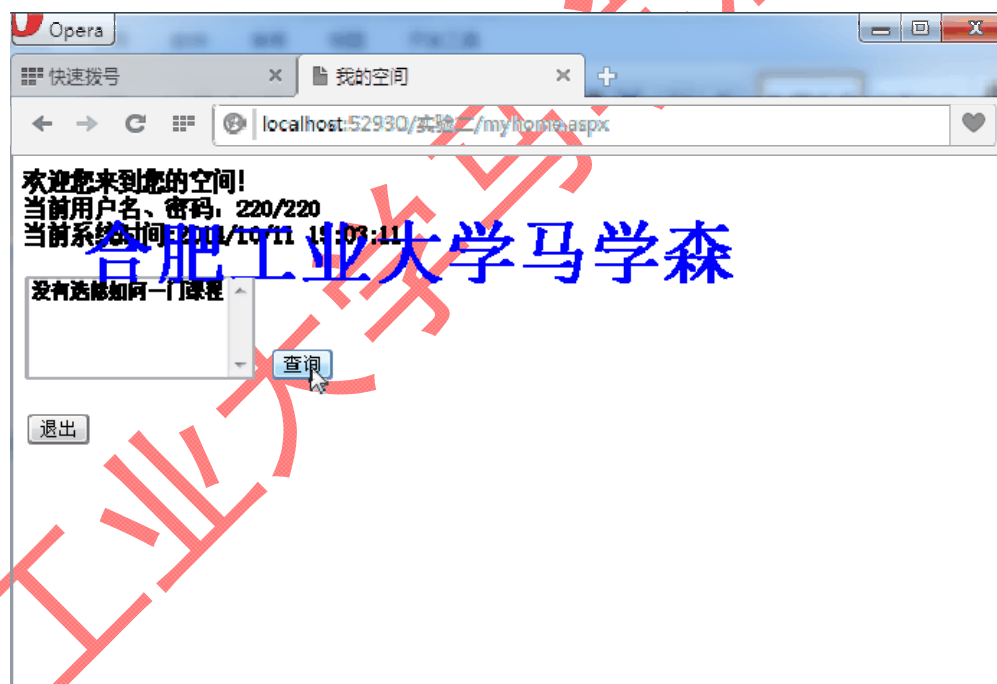 Opera
快速拨号
我的空间
localhost:52930/实验二/myhome.aspx
欢迎您来到您的空间!
当前用户名、密码: 220/220
当前系统时间
合肥工业大学马学森
没有选修如何一门课程
查询
退出
工业大学马